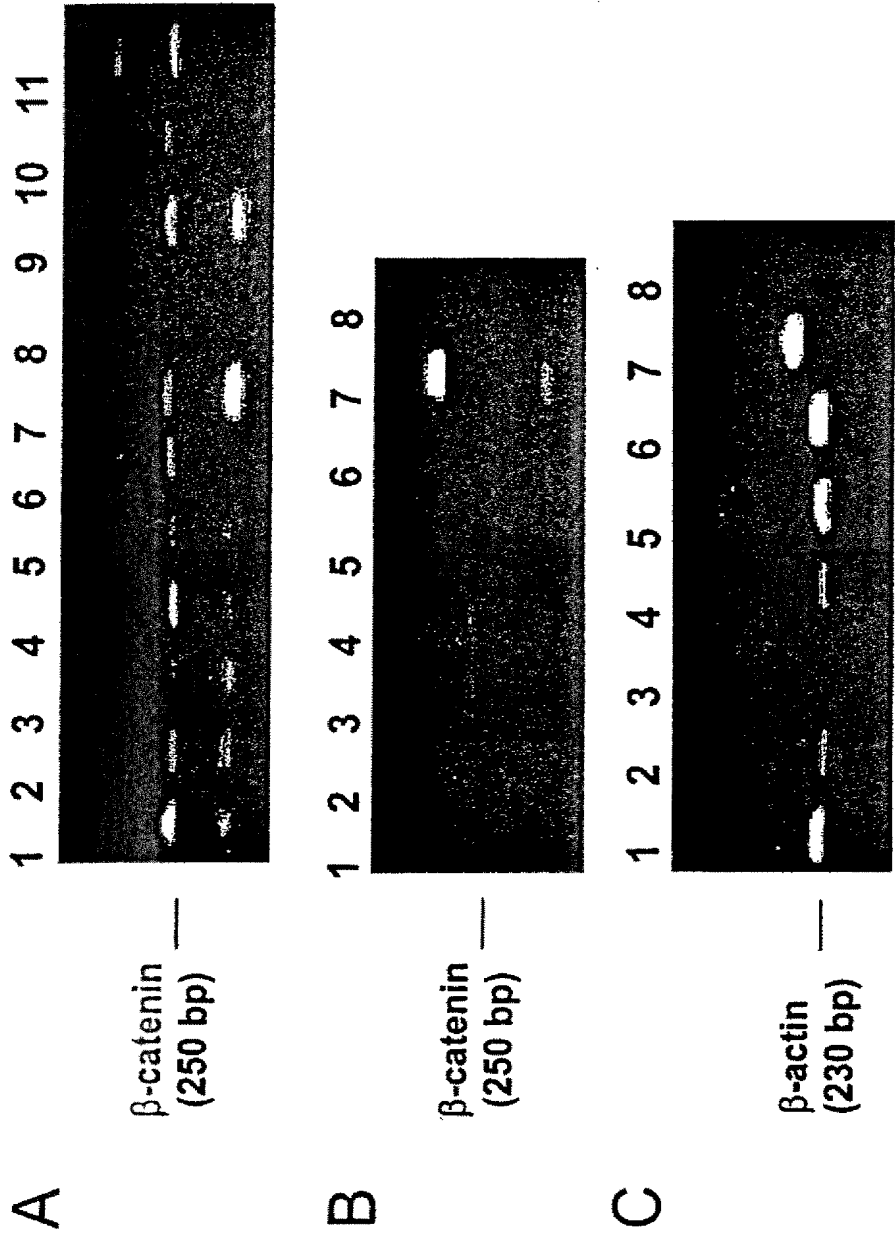 A
1 2 3 4 5 6 7 8 9 10 11
β-catenin
(250 bp)
B
1 2 3 4 5 6 7 8
β-catenin
(250 bp)
C
1 2 3 4 5 6 7 8
β-actin
(230 bp)